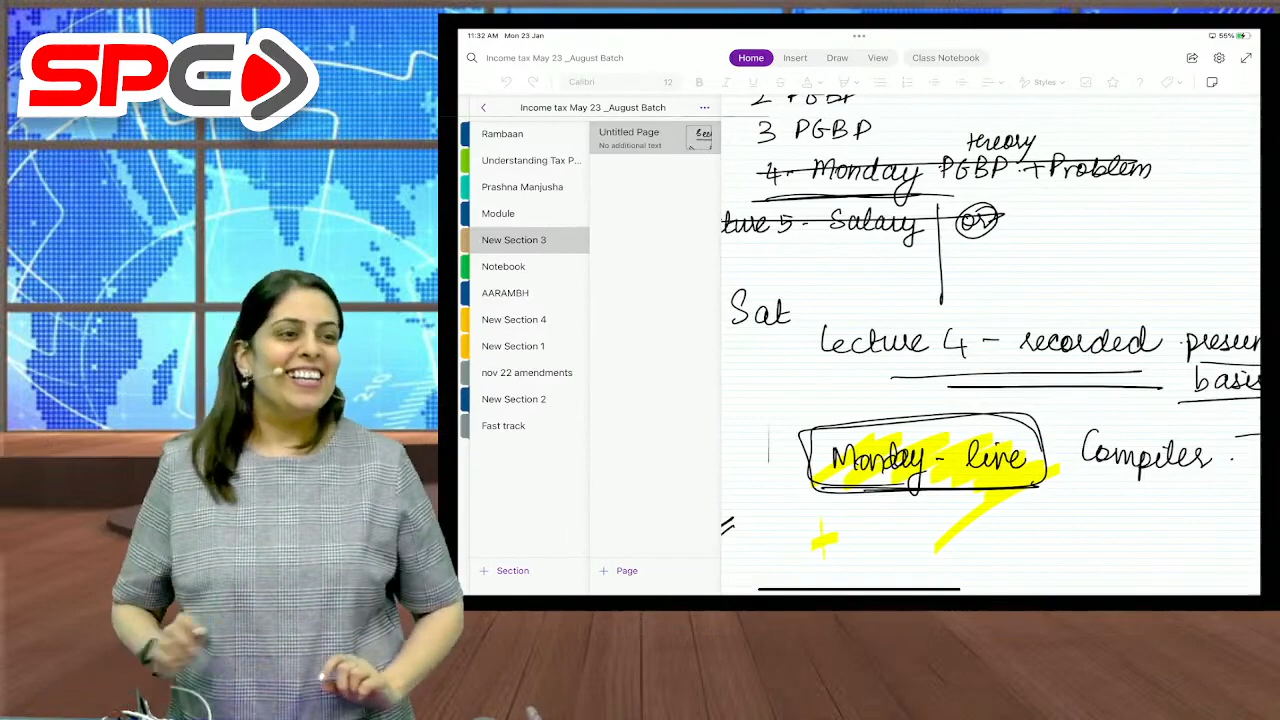 SPC
11:32 AM Mon 23 Jan
55%
Income tax May 23 _August Batch
Home Insert Draw View Class Notebook
Calibri 12 B I U Styles
Income tax May 23 _August Batch
Rambaan
Understanding Tax P...
Prashna Manjusha
Module
New Section 3
Notebook
AARAMBH
New Section 4
New Section 1
nov 22 amendments
New Section 2
Fast track
+ Section
Untitled Page
No additional text
+ Page
3 PGBP
theory
4- Monday PGBP + Problem
5- Salary
Sat
Lecture 4 - recorded
basis
Monday - live Compiler
+